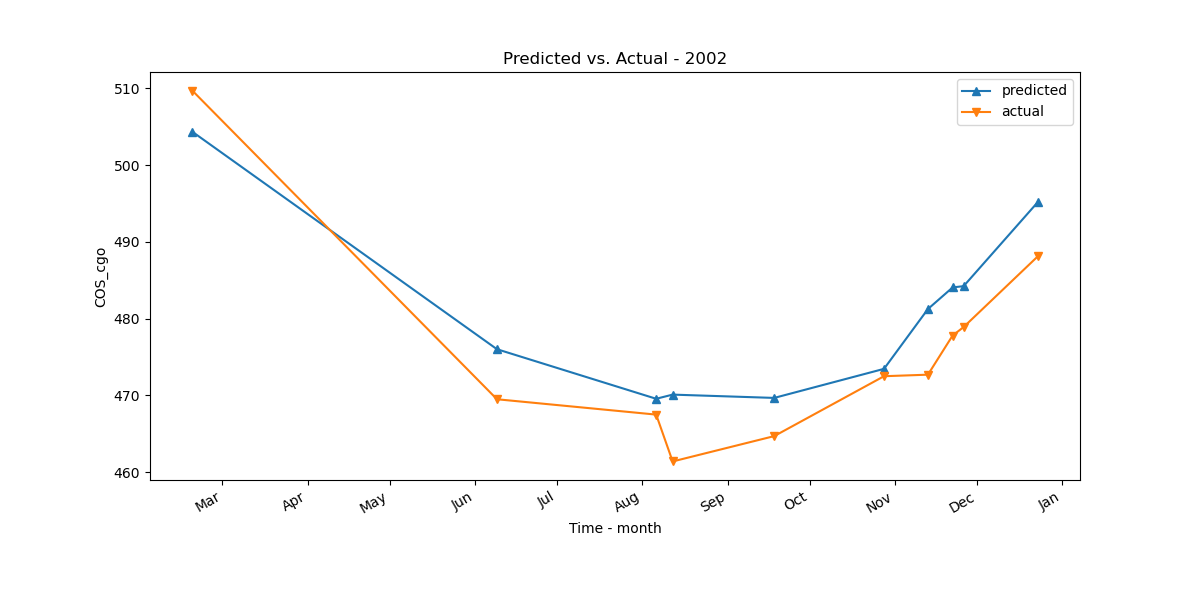 Predicted vs. Actual - 2002
predicted
actual
COS_cgo
510
500
490
480
470
460
Mar
Apr
May
Jun
Jul
Aug
Sep
Oct
Nov
Dec
Jan
Time - month